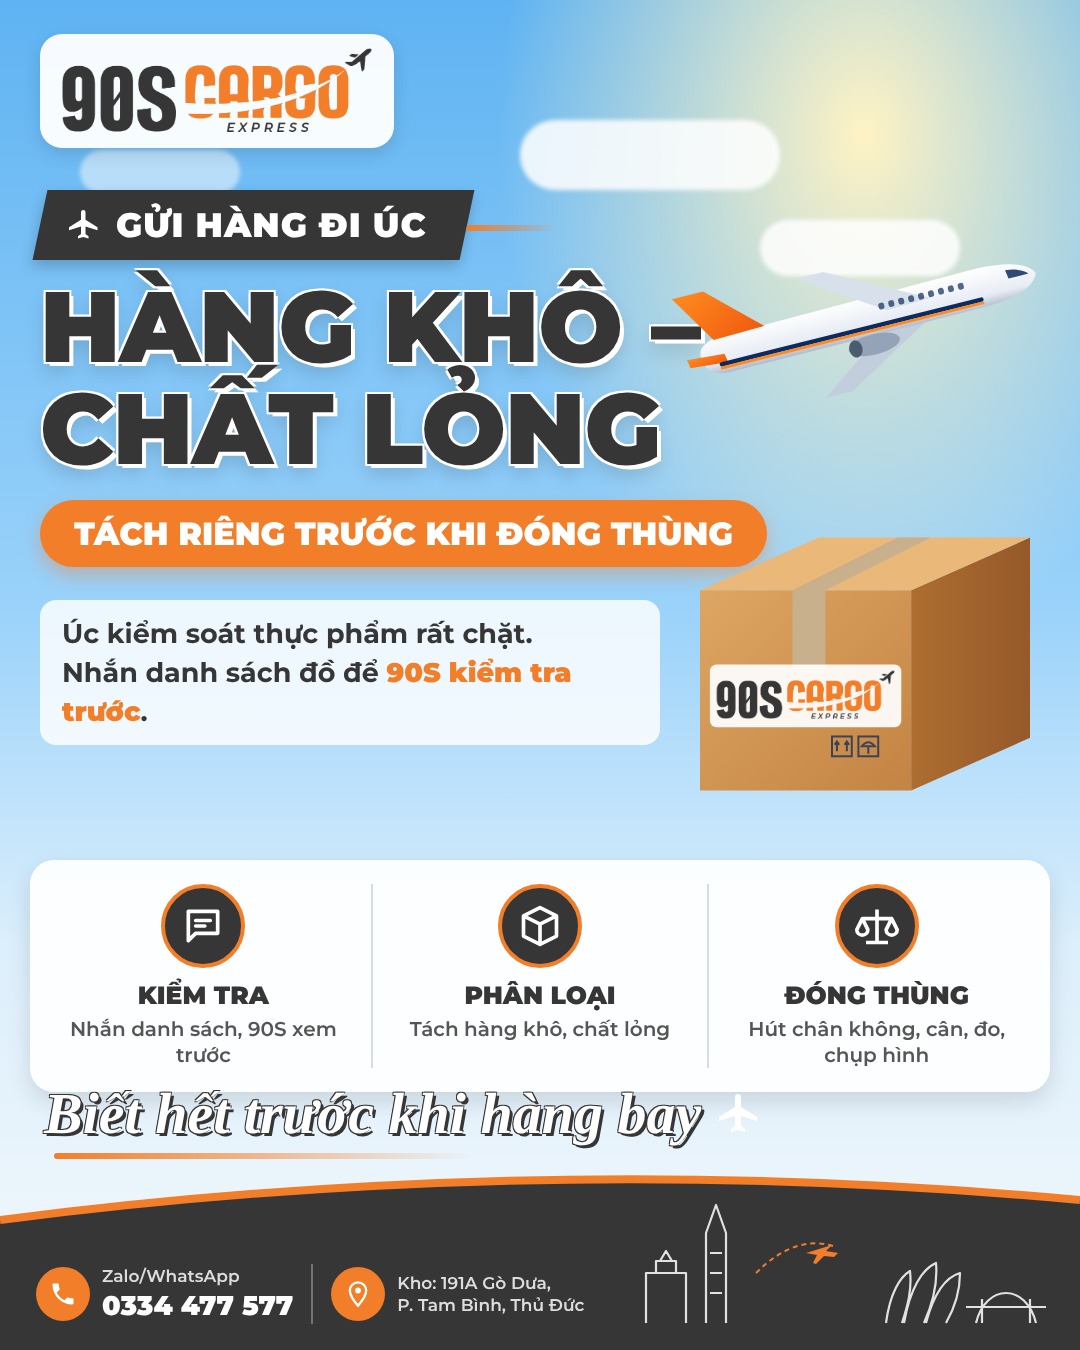 90S CARGO
EXPRESS
GỬI HÀNG ĐI ÚC
HÀNG KHÔ –
CHẤT LỎNG
TÁCH RIÊNG TRƯỚC KHI ĐÓNG THÙNG
Úc kiểm soát thực phẩm rất chặt.
Nhắn danh sách đồ để 90S kiểm tra
trước.
90S CARGO
EXPRESS
KIỂM TRA
Nhắn danh sách, 90S xem
trước
PHÂN LOẠI
Tách hàng khô, chất lỏng
ĐÓNG THÙNG
Hút chân không, cân, đo,
chụp hình
Biết hết trước khi hàng bay
Zalo/WhatsApp
0334 477 577
Kho: 191A Gò Dưa,
P. Tam Bình, Thủ Đức